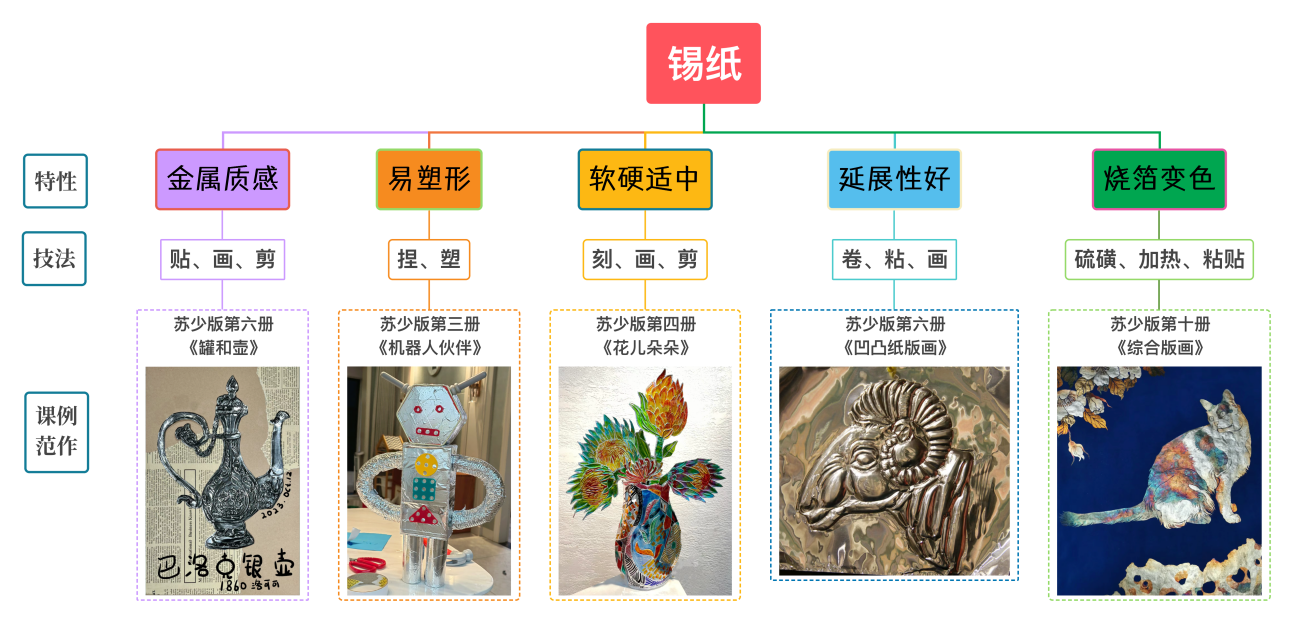 锡纸
特性
金属质感
易塑形
软硬适中
延展性好
烧箔变色
技法
贴、画、剪
捏、塑
刻、画、剪
卷、粘、画
硫磺、加热、粘贴
课例
范作
苏少版第六册
《罐和壶》
2023.Oct.12
巴洛克银壶
1860
苏少版第三册
《机器人伙伴》
苏少版第四册
《花儿朵朵》
苏少版第六册
《凹凸纸版画》
苏少版第十册
《综合版画》